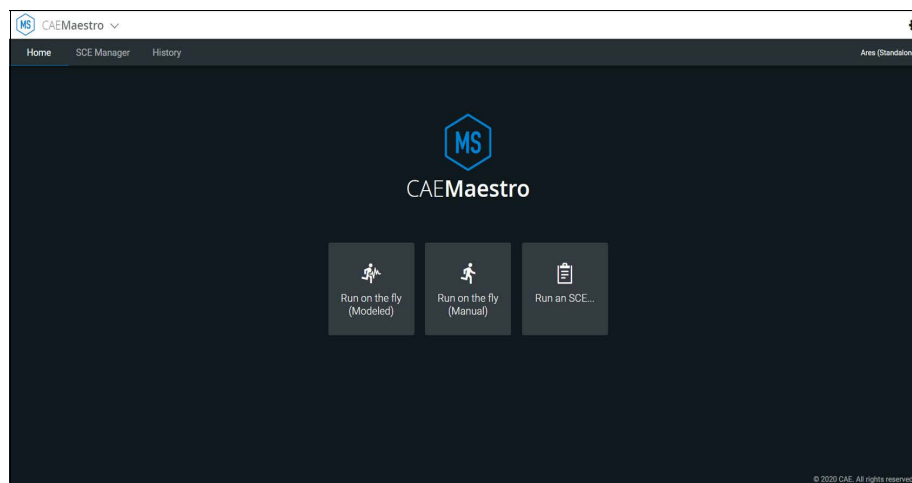 MS CAEMaestro
Home SCE Manager History Ares (Standalon
MS
CAEMaestro
Run on the fly
(Modeled)
Run on the fly
(Manual)
Run an SCE...
© 2020 CAE. All rights reserved